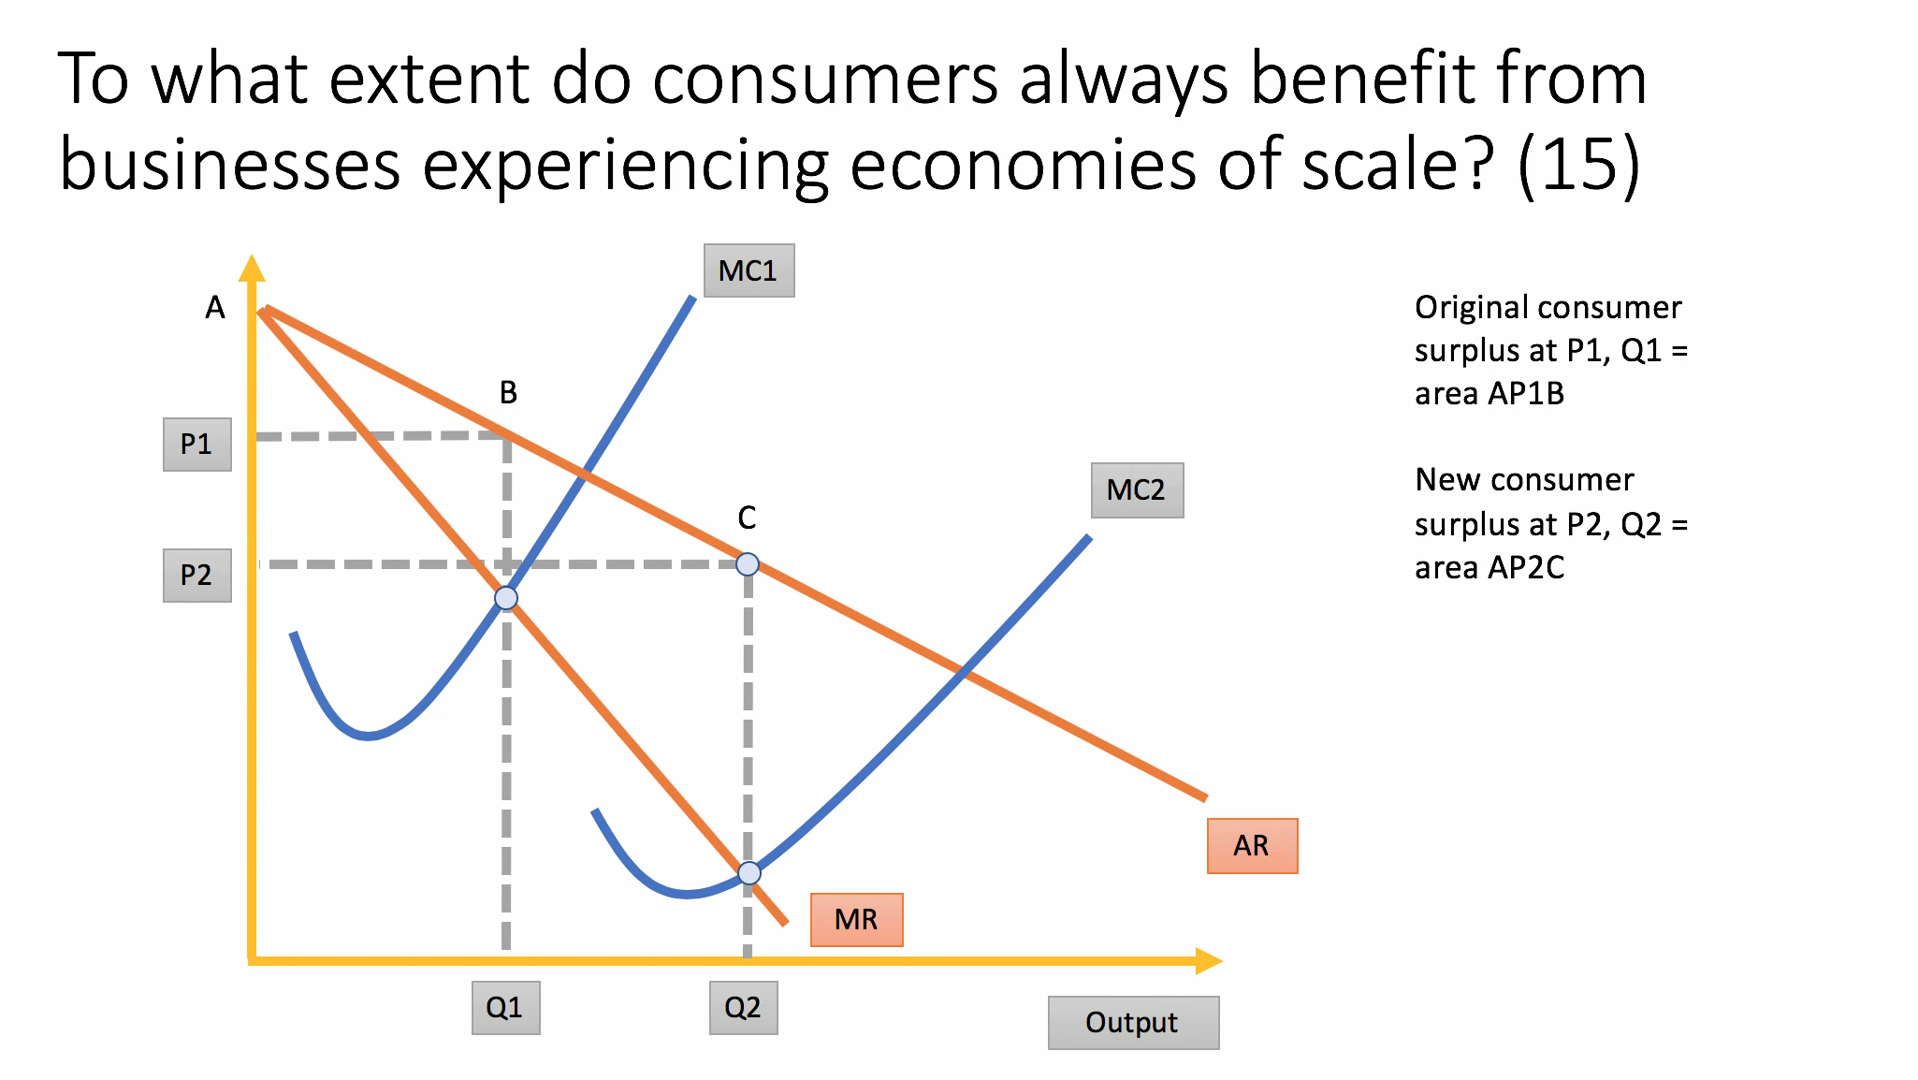 To what extent do consumers always benefit from
businesses experiencing economies of scale? (15)
MC1
A
Original consumer
surplus at P1, Q1 =
area AP1B
B
P1
MC2
New consumer
surplus at P2, Q2 =
area AP2C
C
P2
AR
MR
Q1
Q2
Output